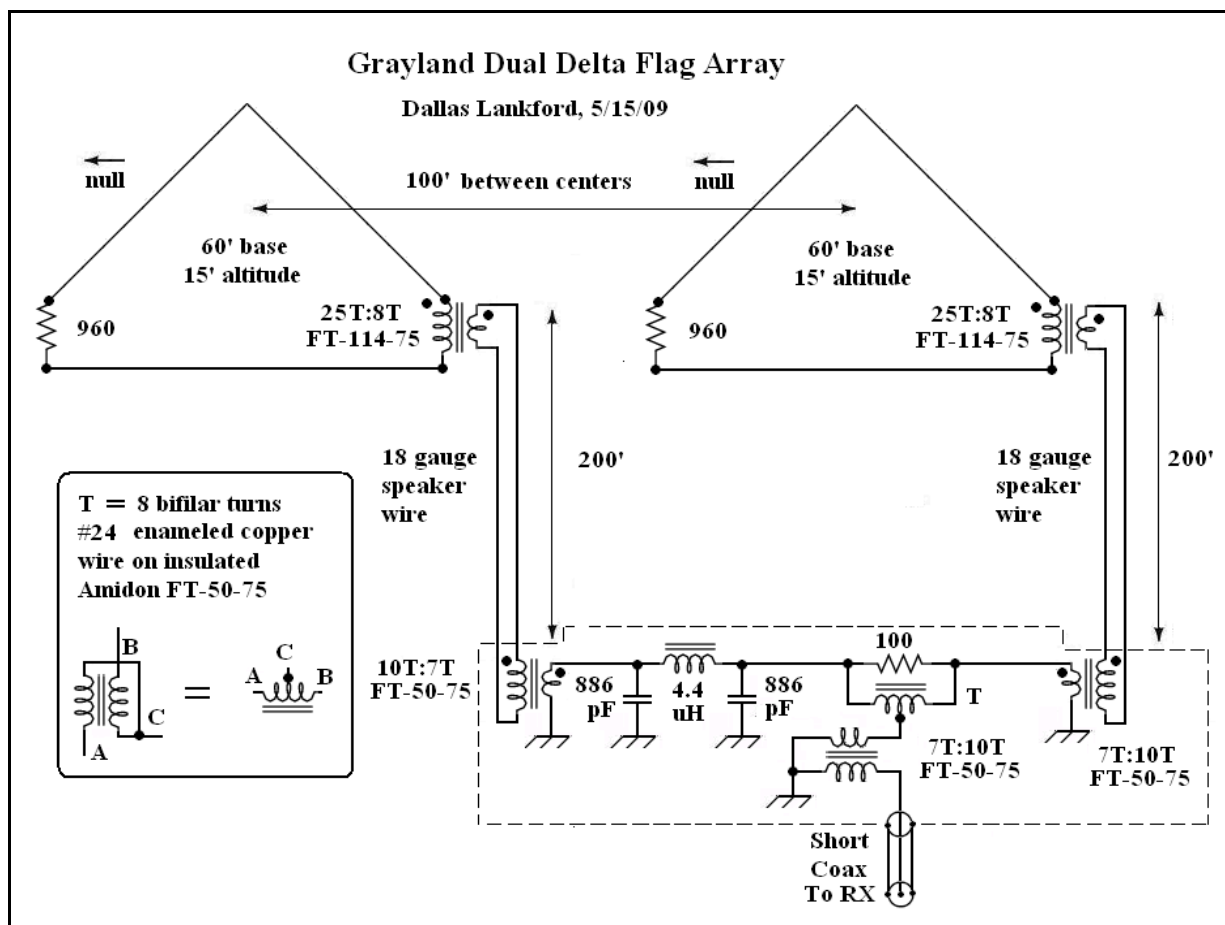 Grayland Dual Delta Flag Array
Dallas Lankford, 5/15/09
null
100' between centers
null
60' base
15' altitude
60' base
15' altitude
960
25T:8T
FT-114-75
960
25T:8T
FT-114-75
18 gauge
speaker
wire
200'
18 gauge
speaker
wire
200'
T = 8 bifilar turns
#24 enameled copper
wire on insulated
Amidon FT-50-75
A
B
C
=
A
C
B
10T:7T
FT-50-75
886
pF
4.4
uH
886
pF
100
T
7T:10T
FT-50-75
7T:10T
FT-50-75
Short
Coax
To RX